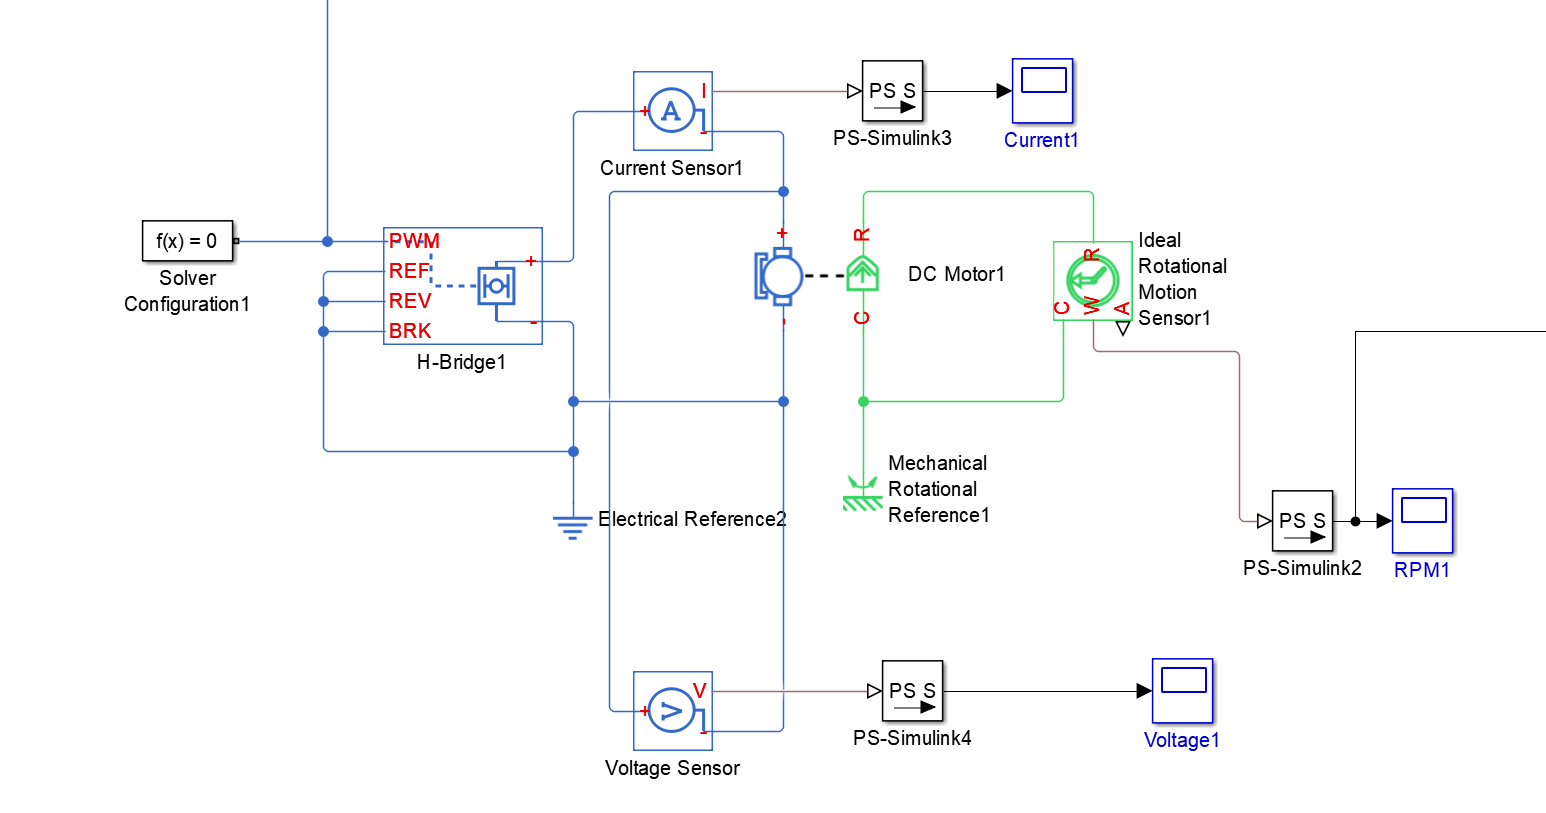 I
A
+
-
PS S
PS-Simulink3
Current1
Current Sensor1
f(x) = 0
Solver
Configuration1
PWM
REF
REV
BRK
+
-
H-Bridge1
+
-
R
C
DC Motor1
R
C
W
A
Ideal
Rotational
Motion
Sensor1
Mechanical
Rotational
Reference1
Electrical Reference2
PS S
PS-Simulink2
RPM1
V
V
+
-
Voltage Sensor
PS S
PS-Simulink4
Voltage1